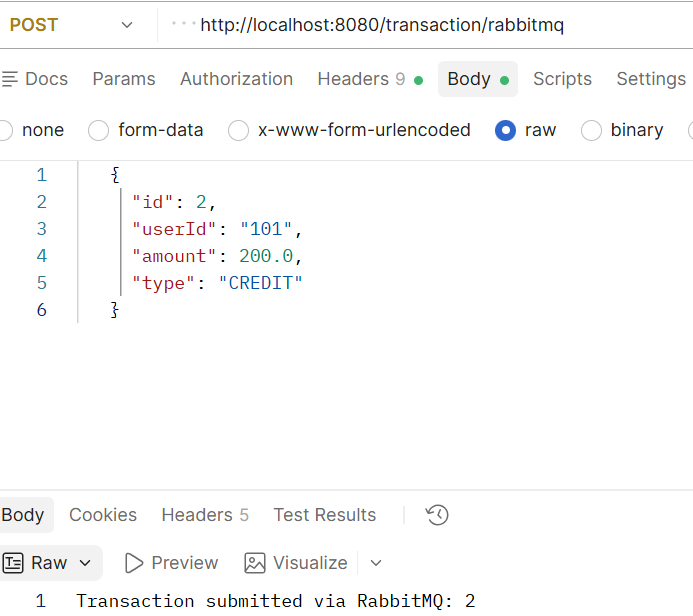 POST http://localhost:8080/transaction/rabbitmq
Docs Params Authorization Headers 9 Body Scripts Settings
none form-data x-www-form-urlencoded raw binary
1 {
2 "id": 2,
3 "userId": "101",
4 "amount": 200.0,
5 "type": "CREDIT"
6 }
Body Cookies Headers 5 Test Results
Raw Preview Visualize
1 Transaction submitted via RabbitMQ: 2